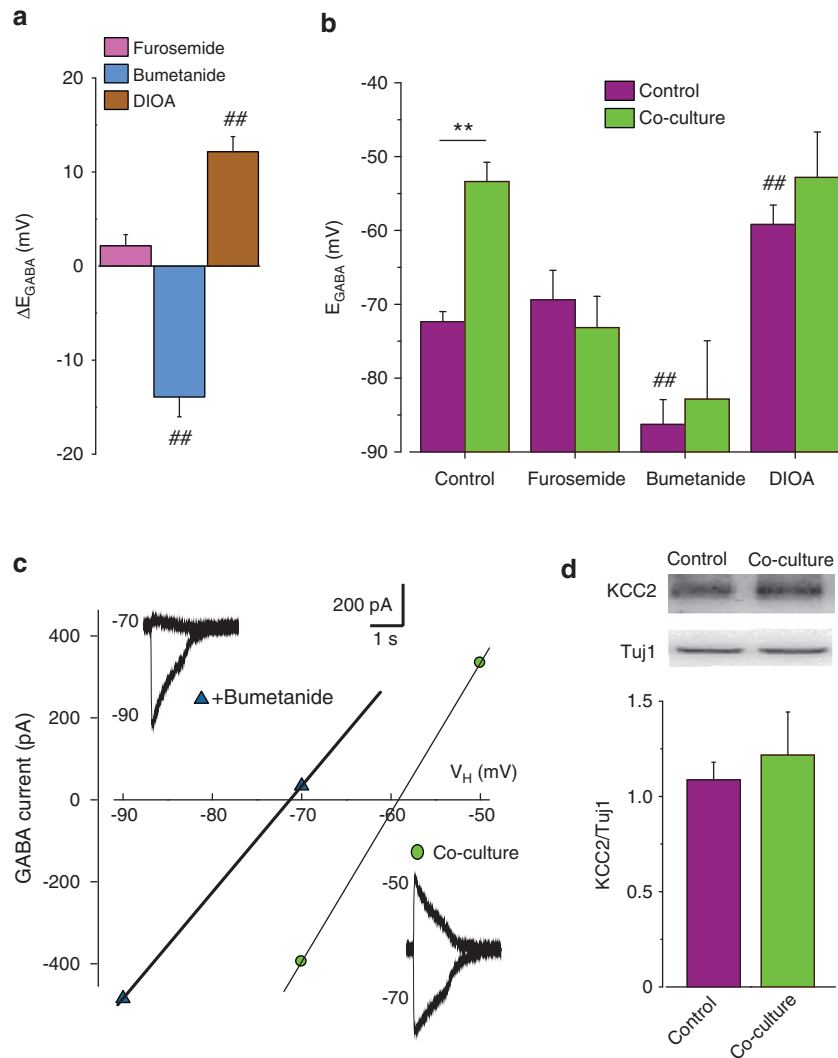 a
Furosemide
Bumetanide
DIOA
20
10
0
-10
-20
ΔE_GABA (mV)
##
##
b
Control
Co-culture
-40
-50
-60
-70
-80
-90
E_GABA (mV)
**
##
##
Control
Furosemide
Bumetanide
DIOA
c
200 pA
1 s
400
200
0
-200
-400
GABA current (pA)
-70
-90
+Bumetanide
V_H (mV)
-90
-80
-70
-60
-50
Co-culture
-50
-70
d
Control
Co-culture
KCC2
Tuj1
1.5
1.0
0.5
0
KCC2/Tuj1
Control
Co-culture